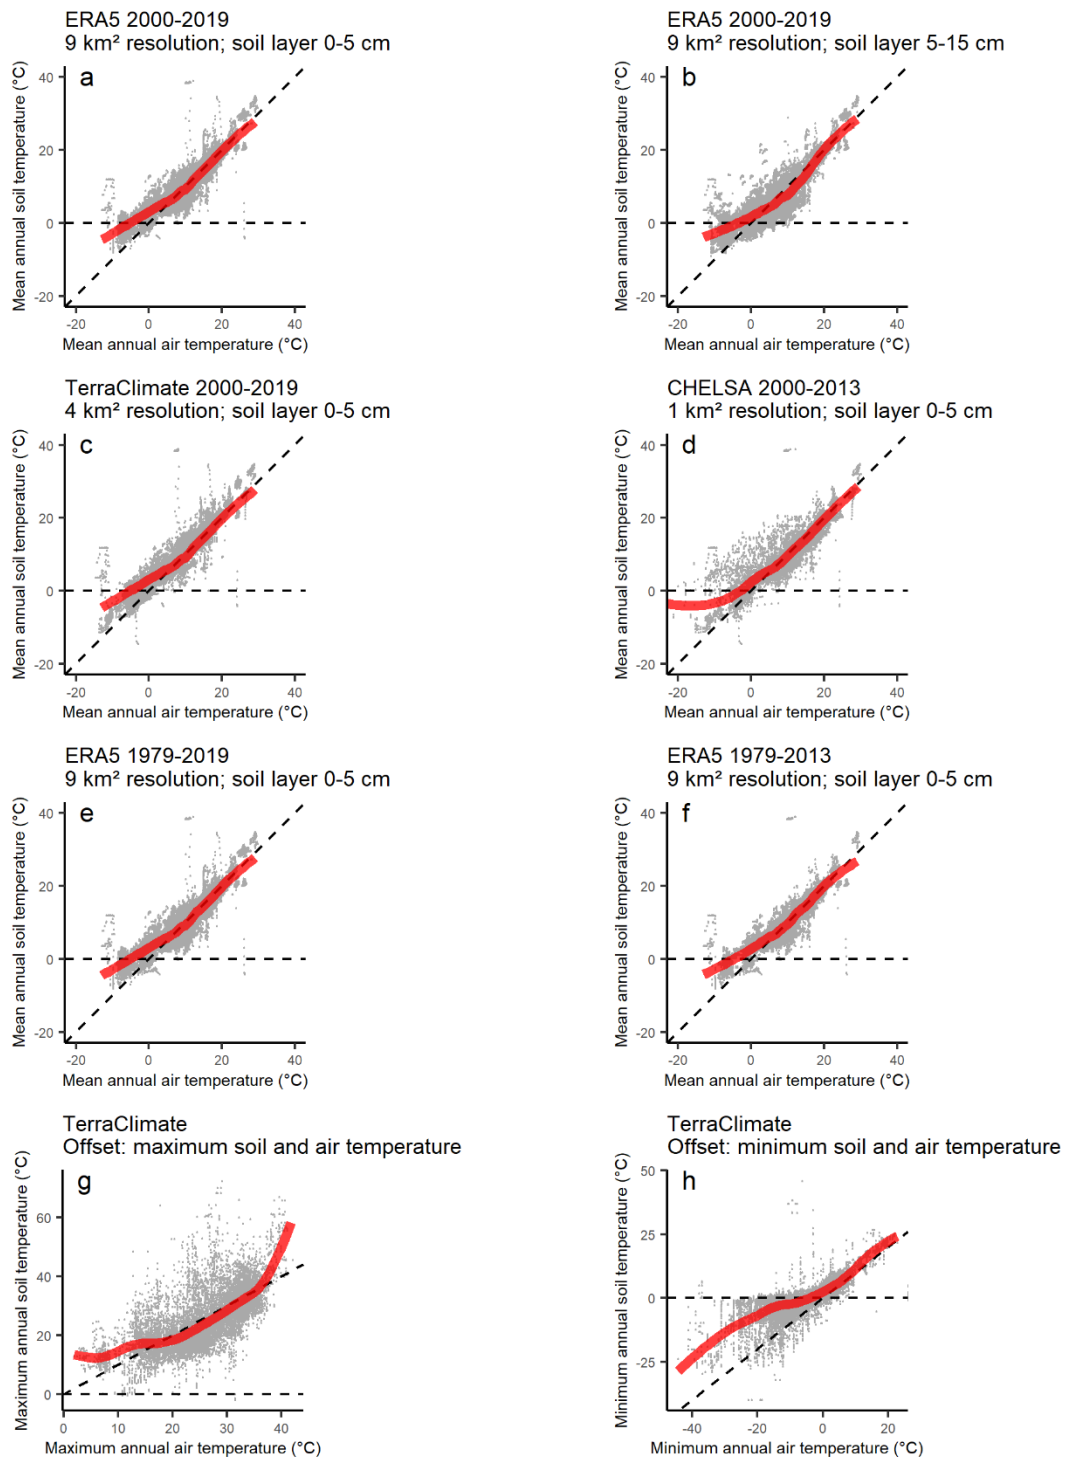 ERA5 2000-2019
9 km² resolution; soil layer 0-5 cm
a
40
20
0
-20
-20 0 20 40
Mean annual soil temperature (°C)
Mean annual air temperature (°C)
ERA5 2000-2019
9 km² resolution; soil layer 5-15 cm
b
40
20
0
-20
-20 0 20 40
Mean annual soil temperature (°C)
Mean annual air temperature (°C)
TerraClimate 2000-2019
4 km² resolution; soil layer 0-5 cm
c
40
20
0
-20
-20 0 20 40
Mean annual soil temperature (°C)
Mean annual air temperature (°C)
CHELSA 2000-2013
1 km² resolution; soil layer 0-5 cm
d
40
20
0
-20
-20 0 20 40
Mean annual soil temperature (°C)
Mean annual air temperature (°C)
ERA5 1979-2019
9 km² resolution; soil layer 0-5 cm
e
40
20
0
-20
-20 0 20 40
Mean annual soil temperature (°C)
Mean annual air temperature (°C)
ERA5 1979-2013
9 km² resolution; soil layer 0-5 cm
f
40
20
0
-20
-20 0 20 40
Mean annual soil temperature (°C)
Mean annual air temperature (°C)
TerraClimate
Offset: maximum soil and air temperature
g
60
40
20
0
0 10 20 30 40
Maximum annual soil temperature (°C)
Maximum annual air temperature (°C)
TerraClimate
Offset: minimum soil and air temperature
h
50
25
0
-25
-40 -20 0 20
Minimum annual soil temperature (°C)
Minimum annual air temperature (°C)